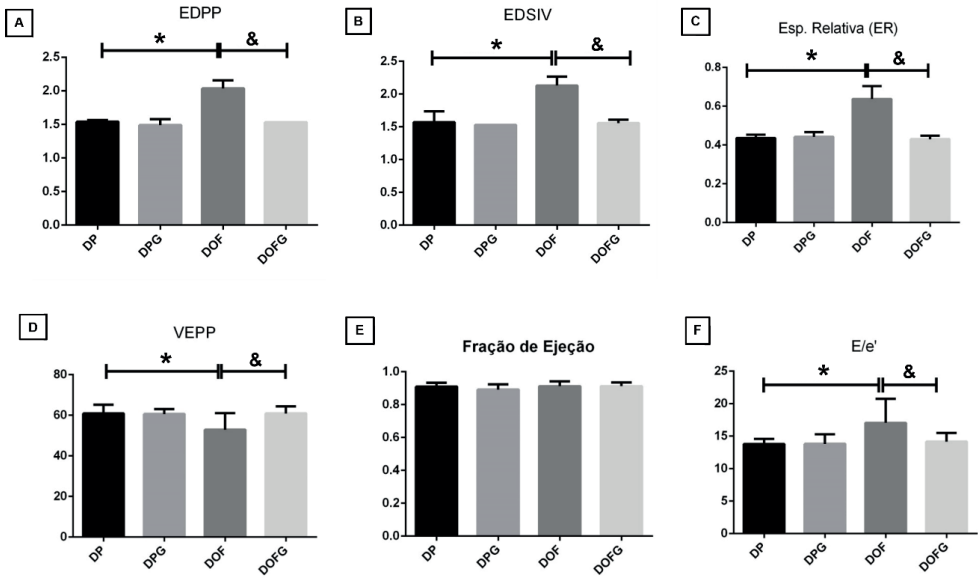 A
EDPP
* &
2.5
2.0
1.5
1.0
0.5
0.0
DP DPG DOF DOFG
B
EDSIV
* &
2.5
2.0
1.5
1.0
0.5
0.0
DP DPG DOF DOFG
C
Esp. Relativa (ER)
* &
0.8
0.6
0.4
0.2
0.0
DP DPG DOF DOFG
D
VEPP
* &
80
60
40
20
0
DP DPG DOF DOFG
E
Fração de Ejeção
1.0
0.8
0.6
0.4
0.2
0.0
DP DPG DOF DOFG
F
E/e'
* &
25
20
15
10
5
0
DP DPG DOF DOFG